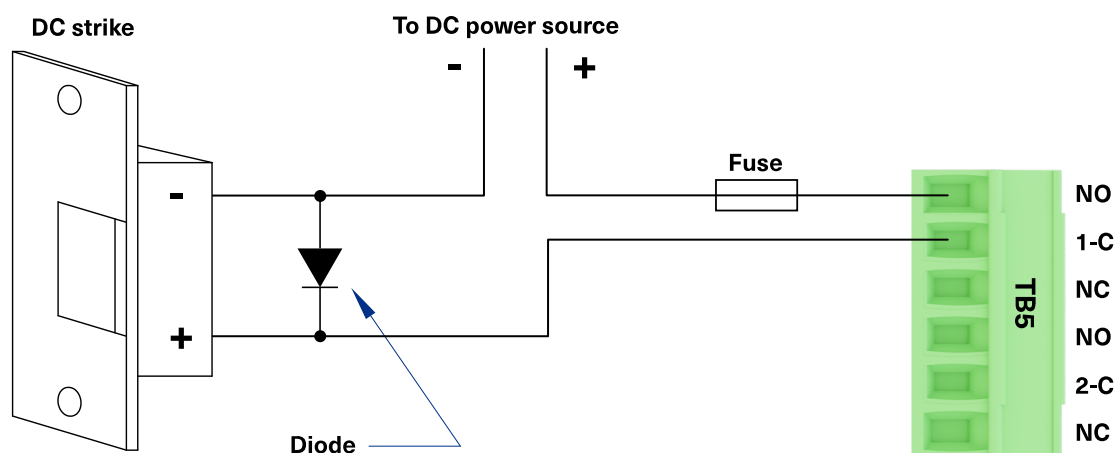 DC strike
To DC power source
- +
Fuse
-
+
Diode
NO
1-C
NC
NO
2-C
NC
TB5